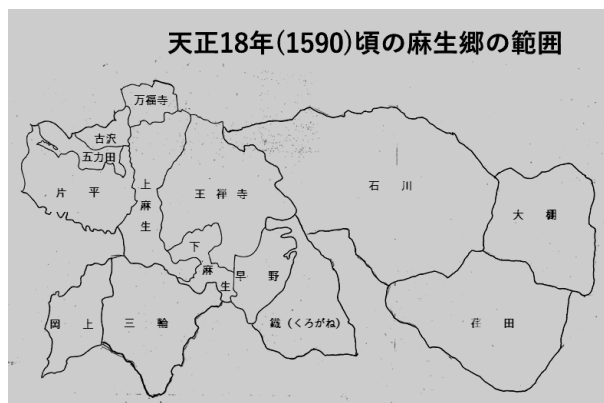 天正18年(1590)頃の麻生郷の範囲
万福寺
古沢
五力田
片平
上麻生
王禅寺
石川
大棚
下麻生
早野
岡上
三輪
鐵(くろがね)
荏田